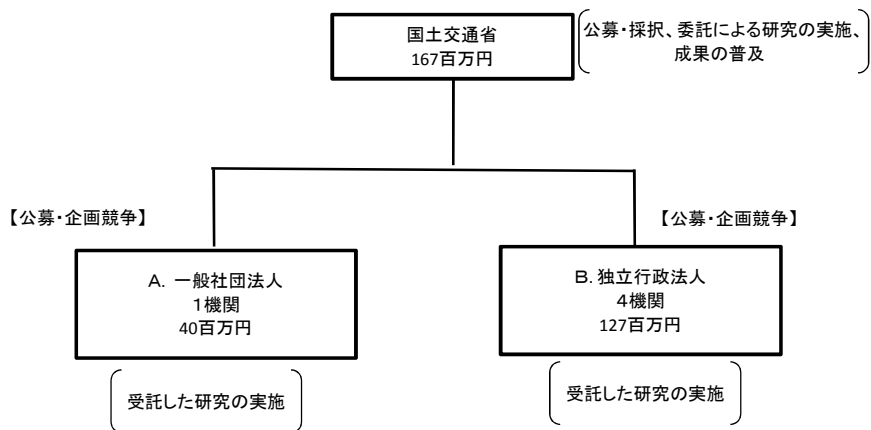 国土交通省
167百万円
公募・採択、委託による研究の実施、
成果の普及
【公募・企画競争】
【公募・企画競争】
A. 一般社団法人
1機関
40百万円
B. 独立行政法人
4機関
127百万円
受託した研究の実施
受託した研究の実施